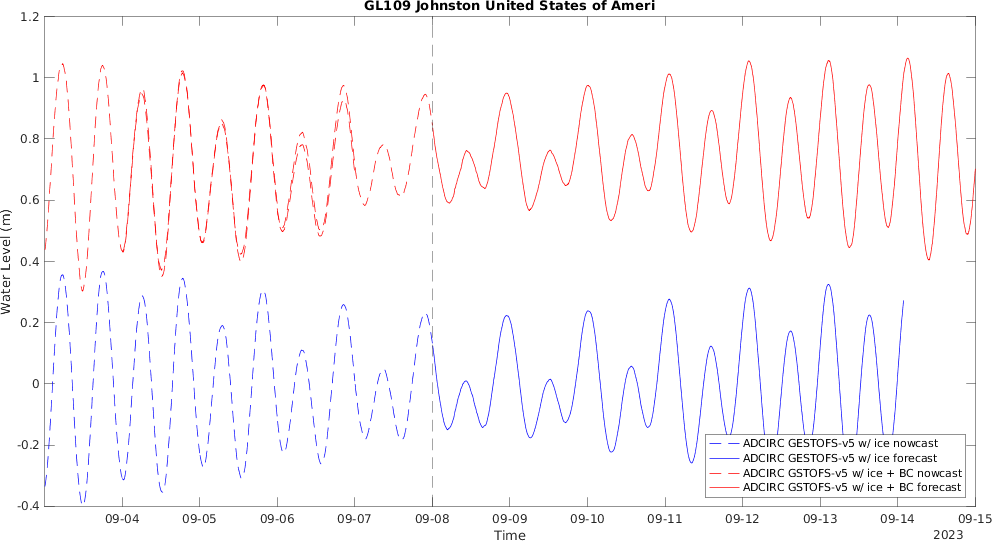 GL109 Johnston United States of Ameri
1.2
1
0.8
0.6
0.4
0.2
0
-0.2
-0.4
Water Level (m)
ADCIRC GESTOFS-v5 w/ ice nowcast
ADCIRC GESTOFS-v5 w/ ice forecast
ADCIRC GSTOFS-v5 w/ ice + BC nowcast
ADCIRC GSTOFS-v5 w/ ice + BC forecast
09-04 09-05 09-06 09-07 09-08 09-09 09-10 09-11 09-12 09-13 09-14 09-15
Time
2023